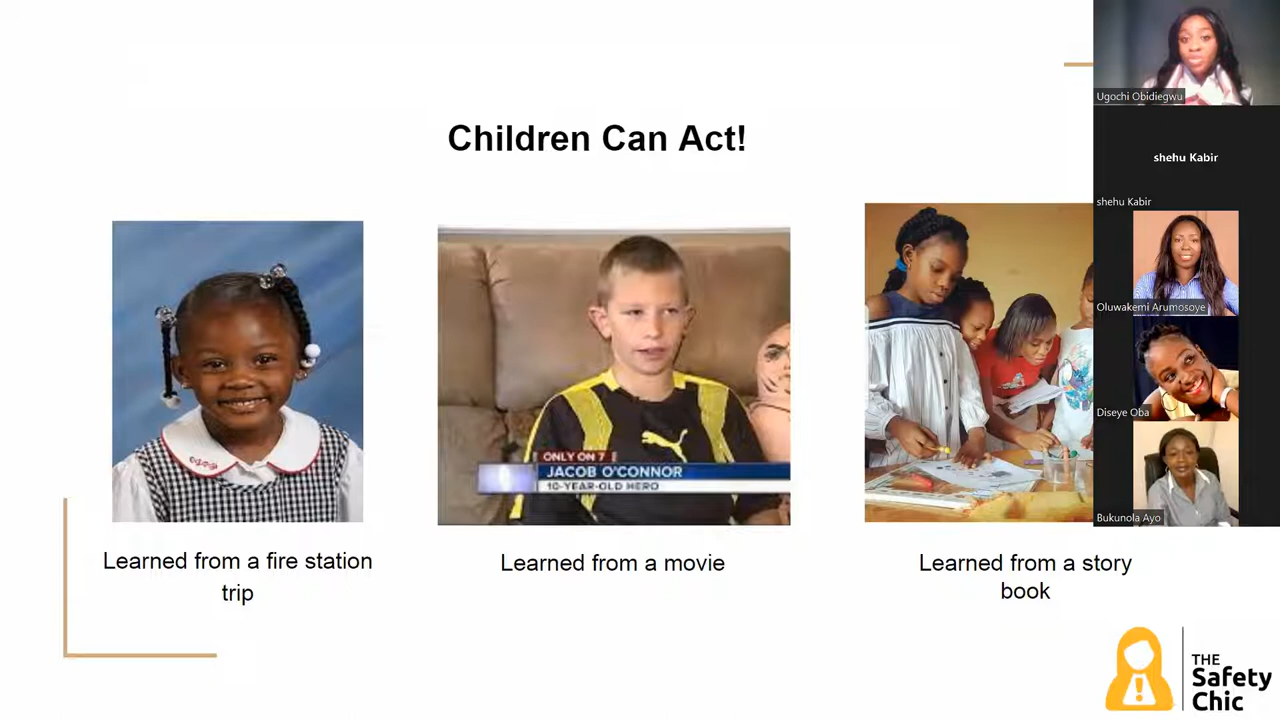 Children Can Act!
ONLY ON 7
JACOB O'CONNOR
10-YEAR-OLD HERO
Learned from a fire station
trip
Learned from a movie
Learned from a story
book
Ugochi Obidiegwu
shehu Kabir
shehu Kabir
Oluwakemi Arumosoye
Diseye Oba
Bukunola Ayo
THE
Safety
Chic